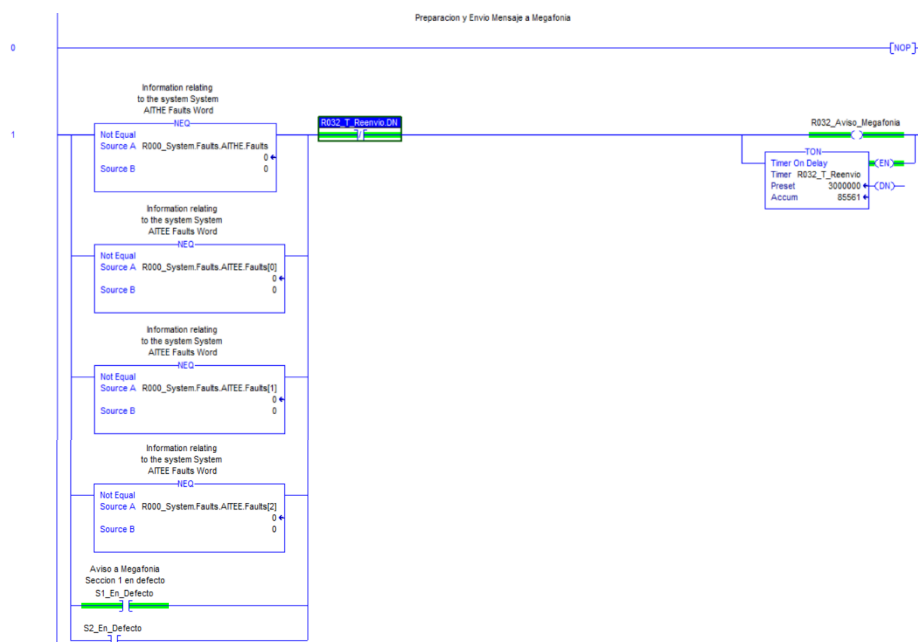 Preparacion y Envio Mensaje a Megafonia
0
NOP
Information relating
to the system System
AITHE Faults Word
1
NEQ
Not Equal
Source A R000_System.Faults.AITHE.Faults
0
Source B 0
R032_T_Reenvio.DN
R032_Aviso_Megafonia
TON
Timer On Delay
Timer R032_T_Reenvio
Preset 3000000
Accum 85561
EN
DN
Information relating
to the system System
AITEE Faults Word
NEQ
Not Equal
Source A R000_System.Faults.AITEE.Faults[0]
0
Source B 0
Information relating
to the system System
AITEE Faults Word
NEQ
Not Equal
Source A R000_System.Faults.AITEE.Faults[1]
0
Source B 0
Information relating
to the system System
AITEE Faults Word
NEQ
Not Equal
Source A R000_System.Faults.AITEE.Faults[2]
0
Source B 0
Aviso a Megafonia
Seccion 1 en defecto
S1_En_Defecto
S2_En_Defecto